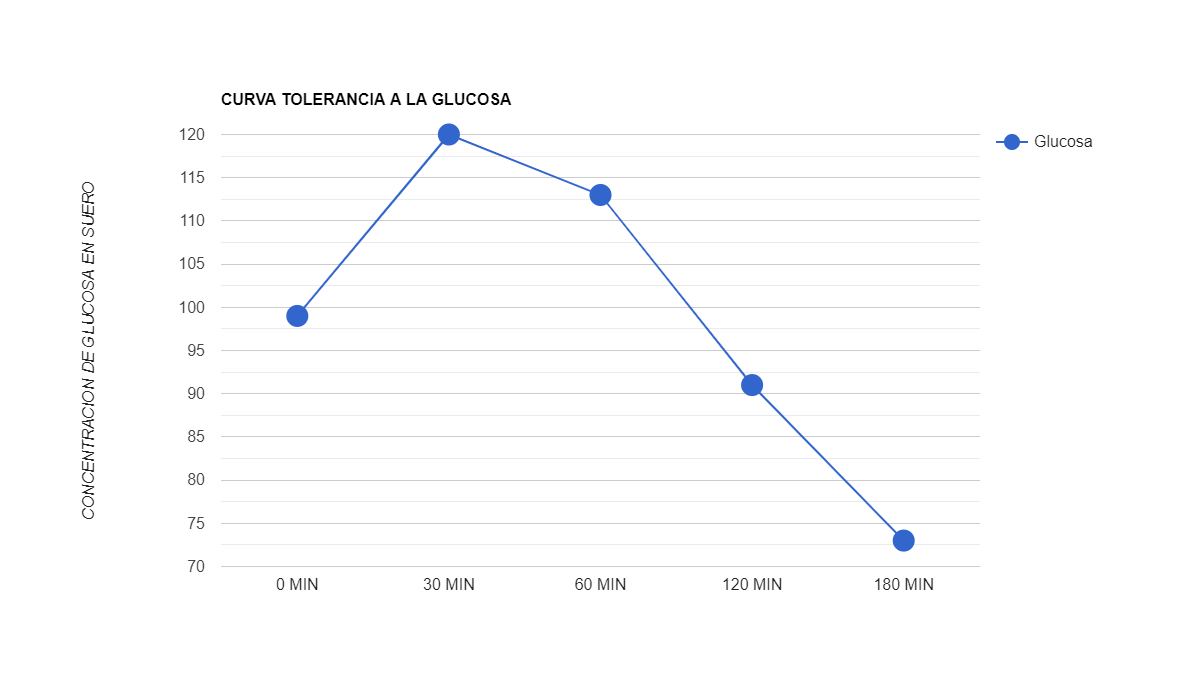 CURVA TOLERANCIA A LA GLUCOSA
Glucosa
CONCENTRACION DE GLUCOSA EN SUERO
120
115
110
105
100
95
90
85
80
75
70
0 MIN 30 MIN 60 MIN 120 MIN 180 MIN